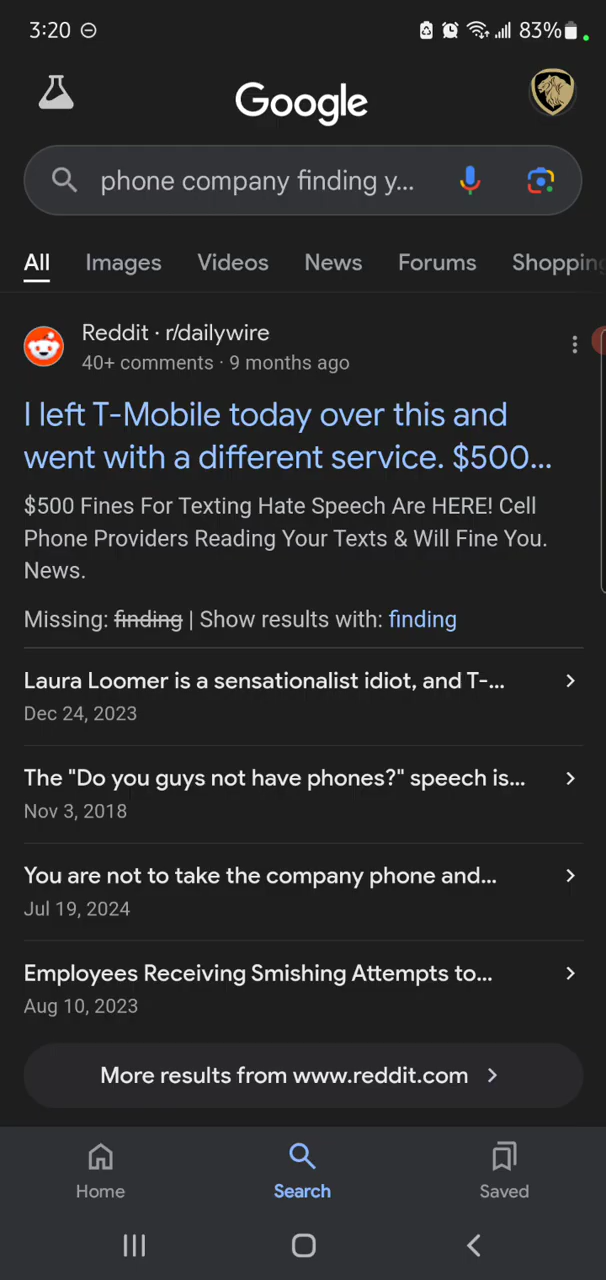 3:20 83%
Google
phone company finding y...
All Images Videos News Forums Shopping
Reddit · r/dailywire
40+ comments · 9 months ago
I left T-Mobile today over this and
went with a different service. $500...
$500 Fines For Texting Hate Speech Are HERE! Cell
Phone Providers Reading Your Texts & Will Fine You.
News.
Missing: finding | Show results with: finding
Laura Loomer is a sensationalist idiot, and T-...
Dec 24, 2023
The "Do you guys not have phones?" speech is...
Nov 3, 2018
You are not to take the company phone and...
Jul 19, 2024
Employees Receiving Smishing Attempts to...
Aug 10, 2023
More results from www.reddit.com
Home Search Saved